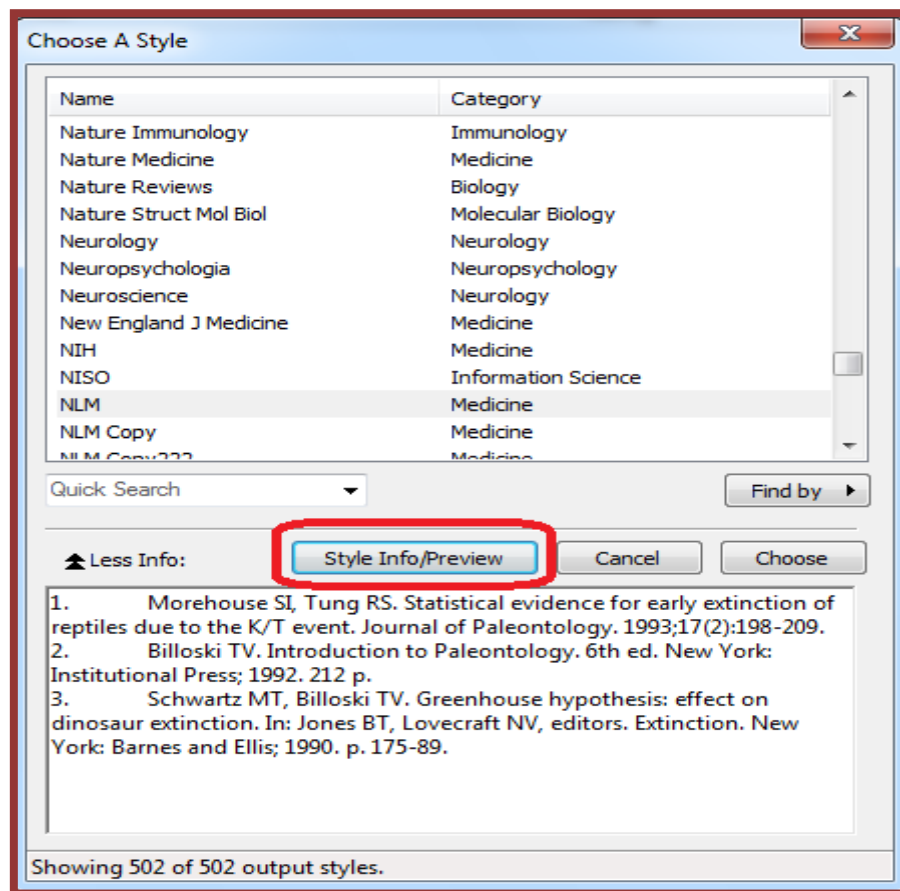 Choose A Style
Name Category
Nature Immunology Immunology
Nature Medicine Medicine
Nature Reviews Biology
Nature Struct Mol Biol Molecular Biology
Neurology Neurology
Neuropsychologia Neuropsychology
Neuroscience Neurology
New England J Medicine Medicine
NIH Medicine
NISO Information Science
NLM Medicine
NLM Copy Medicine
NLM Copy222 Medicine
Quick Search Find by
Less Info: Style Info/Preview Cancel Choose
1. Morehouse SI, Tung RS. Statistical evidence for early extinction of
reptiles due to the K/T event. Journal of Paleontology. 1993;17(2):198-209.
2. Billoski TV. Introduction to Paleontology. 6th ed. New York:
Institutional Press; 1992. 212 p.
3. Schwartz MT, Billoski TV. Greenhouse hypothesis: effect on
dinosaur extinction. In: Jones BT, Lovecraft NV, editors. Extinction. New
York: Barnes and Ellis; 1990. p. 175-89.
Showing 502 of 502 output styles.